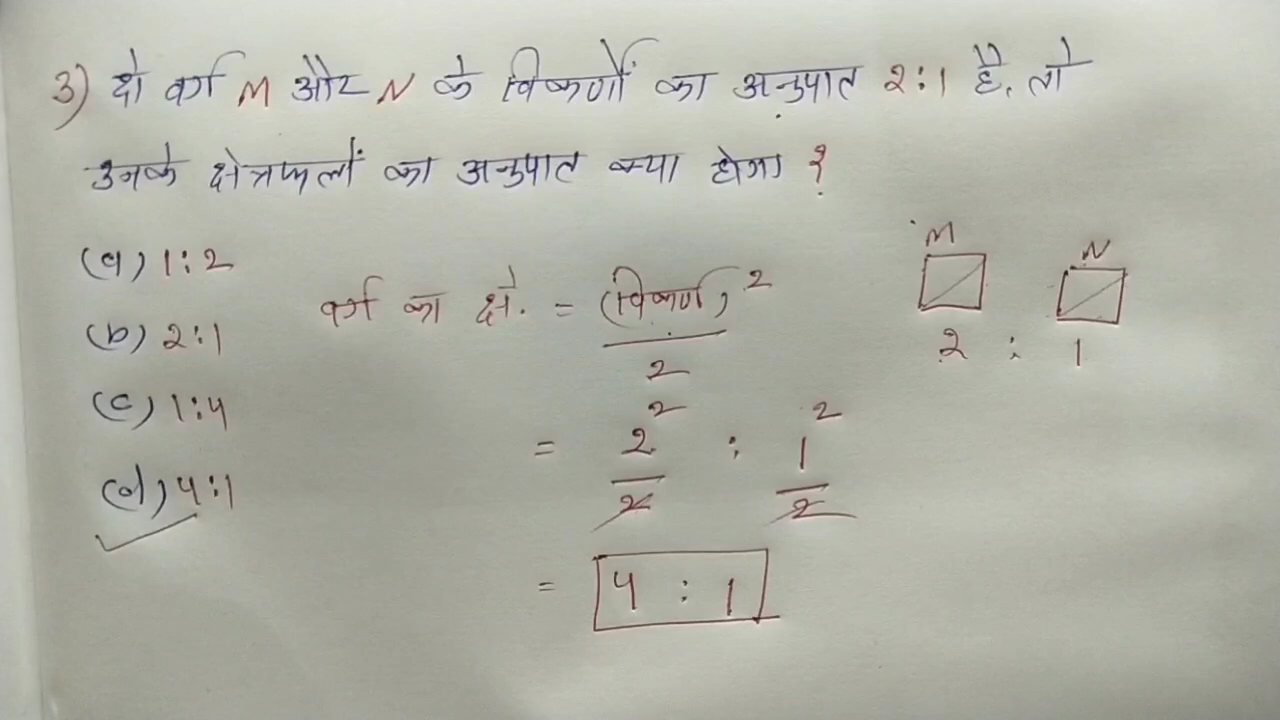 3) दो वर्ग M और N के विकर्णों का अनुपात 2:1 है, तो
उनके क्षेत्रफलों का अनुपात क्या होगा ?
(a) 1:2
(b) 2:1
(c) 1:4
(d) 4:1
वर्ग का क्षे. = (विकर्ण)²
2
= 2² : 1²
2 2
= 4 : 1
M N
2 : 1